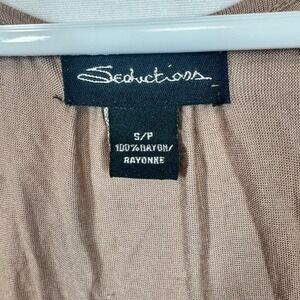 Seductions
S/P
100% RAYON/
RAYONNE